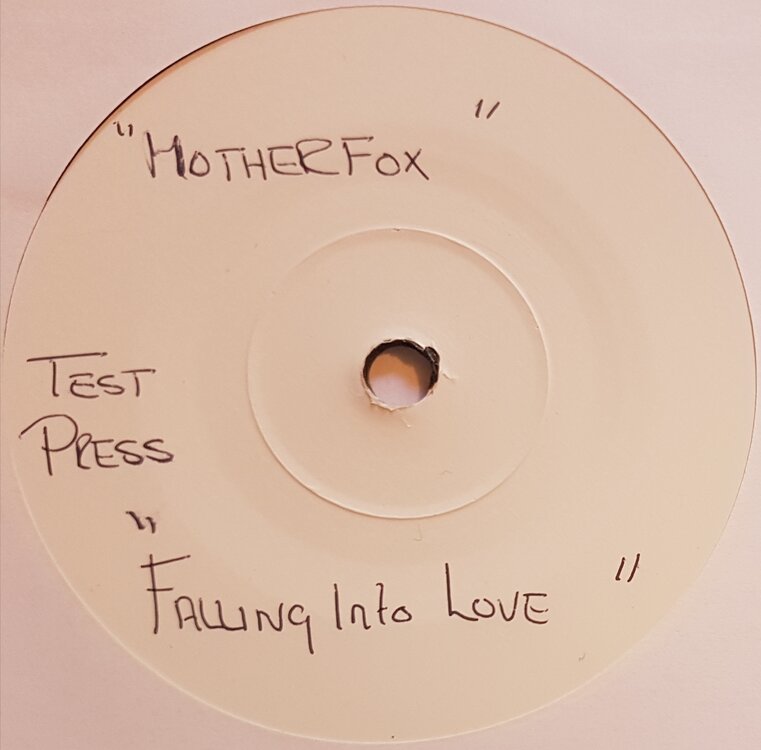 "MOTHERFOX"
TEST
PRESS
"FALLING Into LOVE"